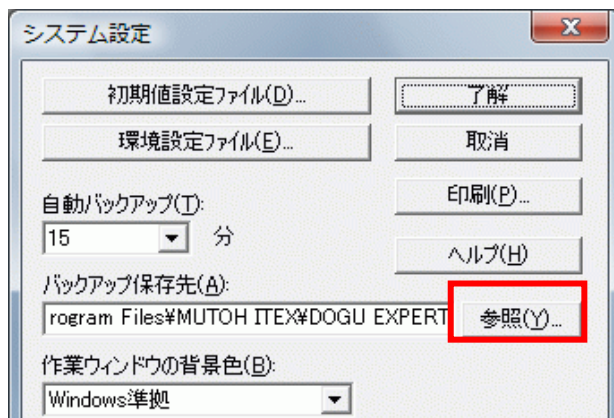 システム設定
初期値設定ファイル(D)...
了解
環境設定ファイル(E)...
取消
自動バックアップ(T):
印刷(P)...
15
分
ヘルプ(H)
バックアップ保存先(A):
rogram Files¥MUTOH ITEX¥DOGU EXPERT
参照(Y)...
作業ウィンドウの背景色(B):
Windows準拠